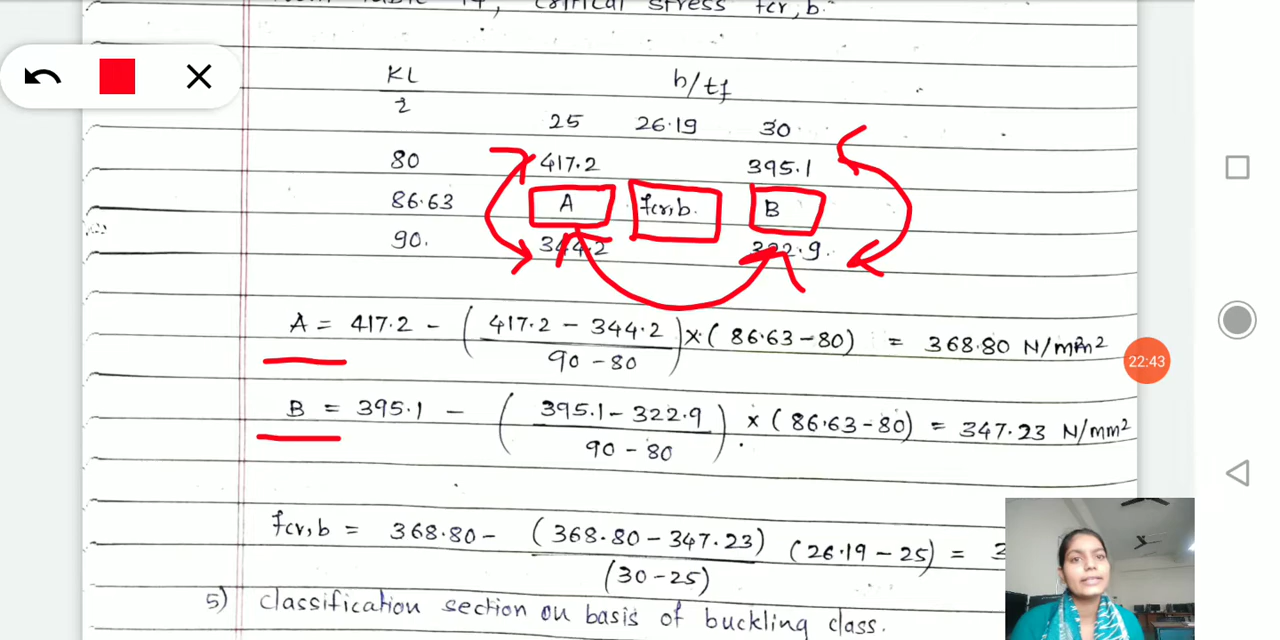 critical stress fcr,b.
KL
r
h/tf
25 26.19 30
80 417.2 395.1
86.63 A fcr,b. B
90. 344.2 322.9
A = 417.2 - ( 417.2 - 344.2 / 90 - 80 ) × ( 86.63 - 80 ) = 368.80 N/mm2
22:43
B = 395.1 - ( 395.1 - 322.9 / 90 - 80 ) × ( 86.63 - 80 ) = 347.23 N/mm2
fcr,b = 368.80 - (368.80 - 347.23) / (30 - 25) (26.19 - 25) = 3
5) classification section on basis of buckling class.